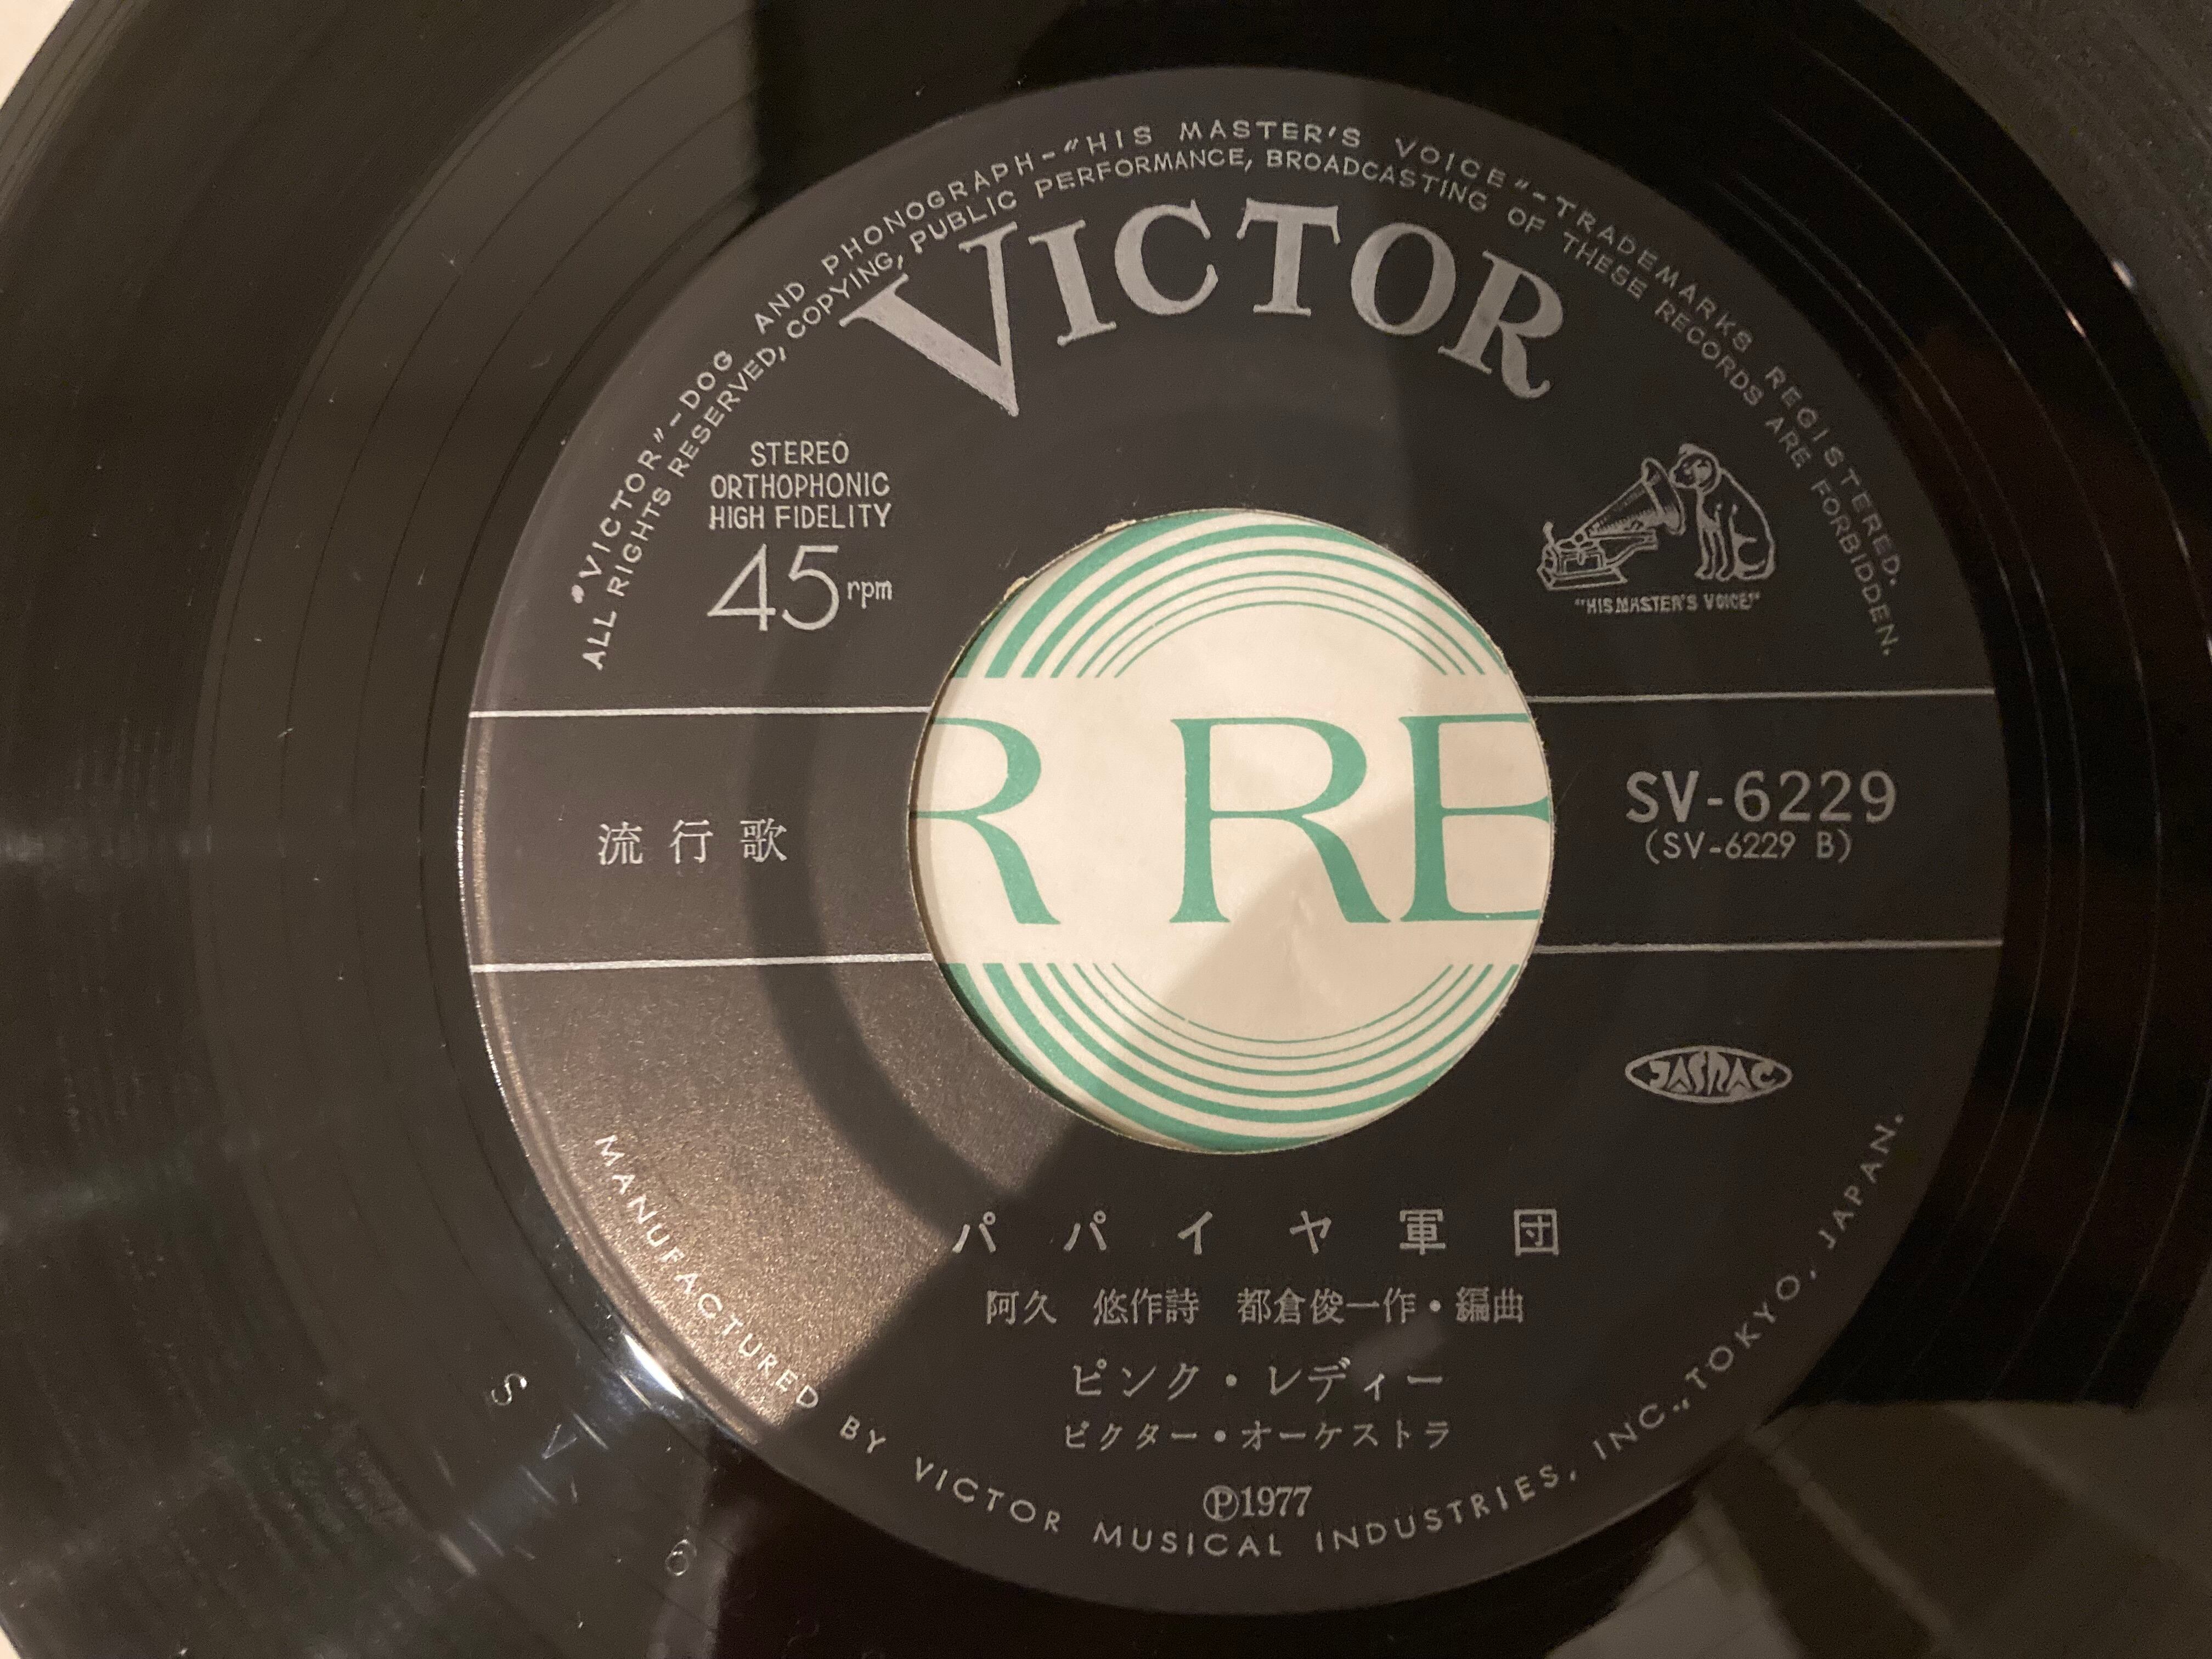 "VICTOR"-DOG AND PHONOGRAPH-"HIS MASTER'S VOICE"-TRADEMARKS REGISTERED.
ALL RIGHTS RESERVED, COPYING, PUBLIC PERFORMANCE, BROADCASTING OF THESE RECORDS ARE FORBIDDEN.
VICTOR
STEREO
ORTHOPHONIC
HIGH FIDELITY
45 rpm
"HIS MASTER'S VOICE"
流行歌
R RE
SV-6229
(SV-6229 B)
JASRAC
パパイヤ軍団
阿久 悠作詩 都倉俊一作・編曲
ピンク・レディー
ビクター・オーケストラ
Ⓟ1977
MANUFACTURED BY VICTOR MUSICAL INDUSTRIES, INC., TOKYO, JAPAN.
S V 6